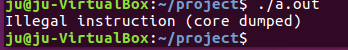 ju@ju-VirtualBox:~/project$ ./a.out
Illegal instruction (core dumped)
ju@ju-VirtualBox:~/project$